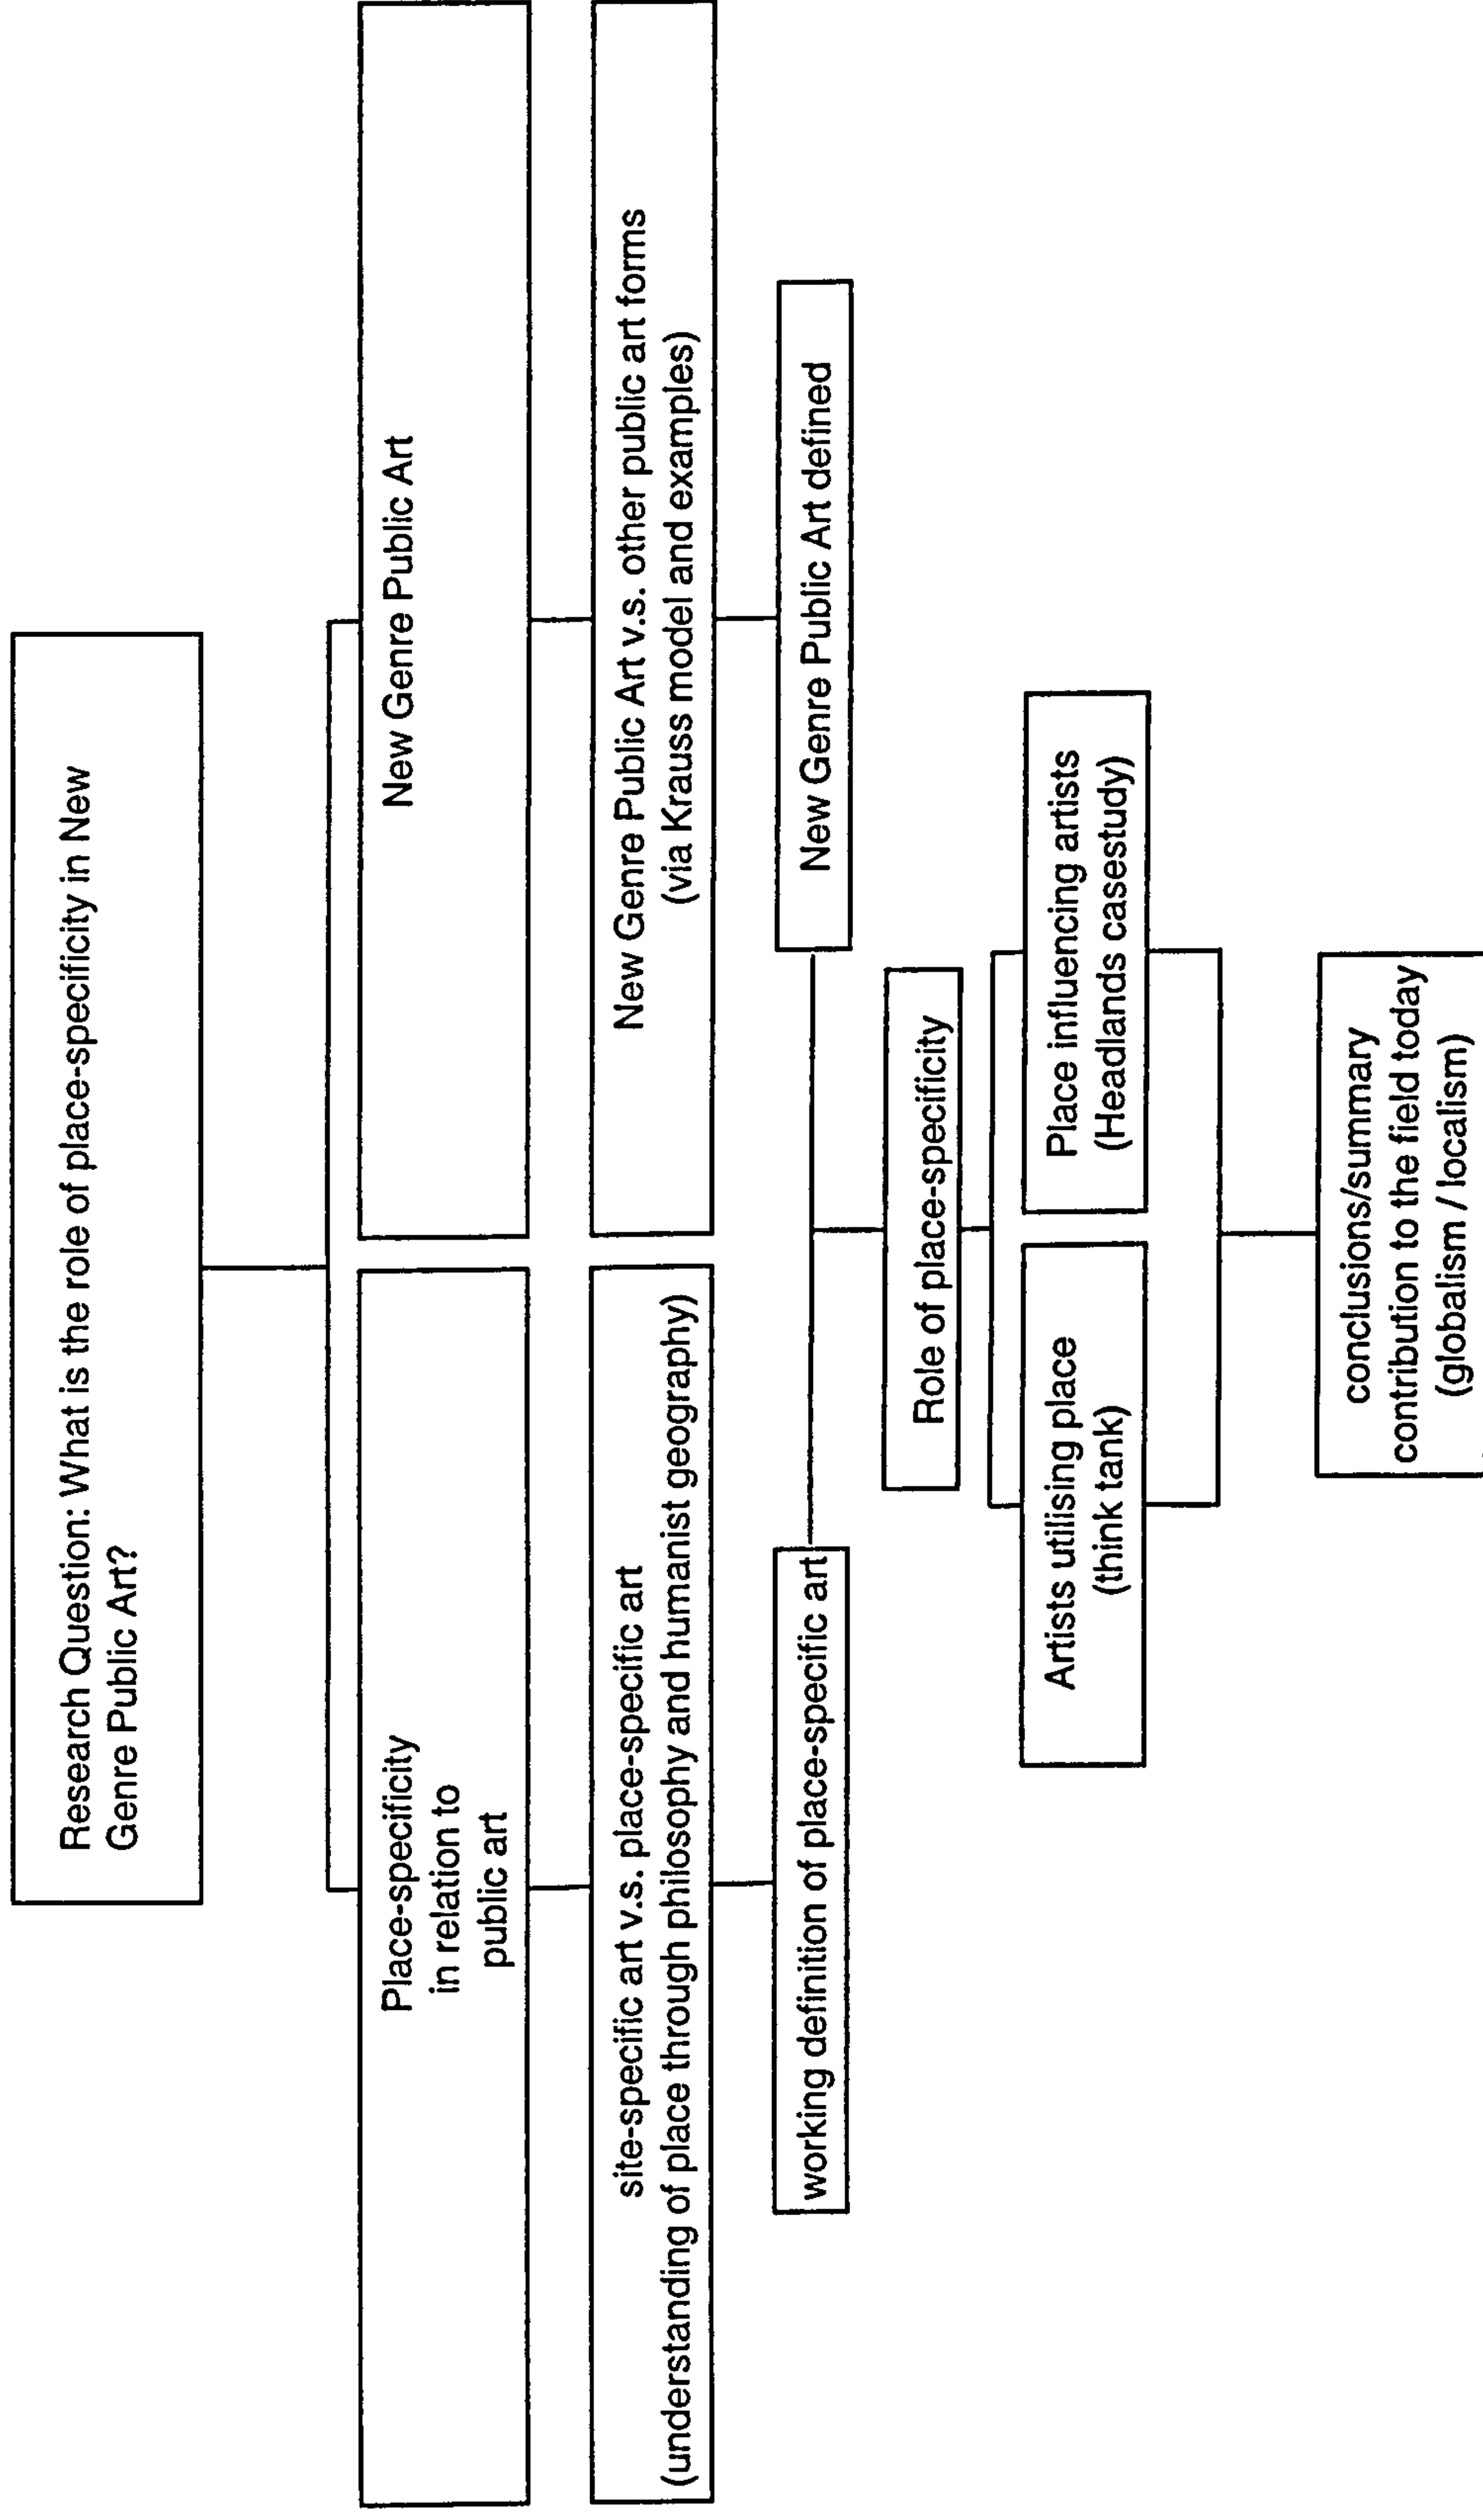 Research Question: What is the role of place-specificity in New
Genre Public Art?
Place-specificity
in relation to
public art
New Genre Public Art
site-specific art v.s. place-specific art
(understanding of place through philosophy and humanist geography)
New Genre Public Art v.s. other public art forms
(via Krauss model and examples)
working definition of place-specific art
New Genre Public Art defined
Role of place-specificity
Artists utilising place
(think tank)
Place influencing artists
(Headlands casestudy)
conclusions/summary
contribution to the field today
(globalism / localism)